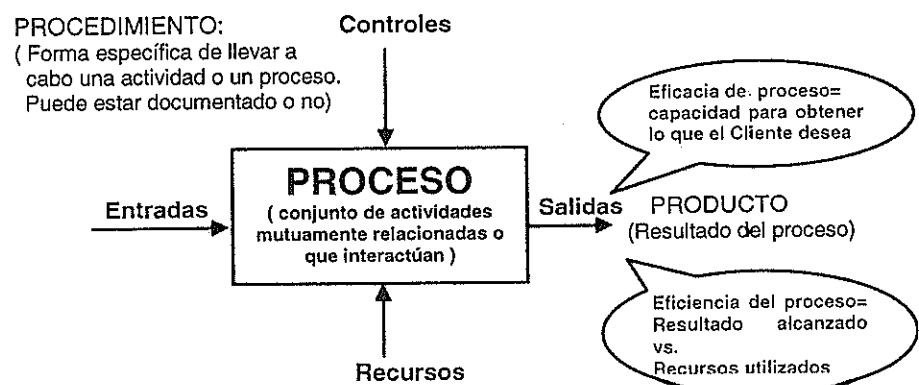 PROCEDIMIENTO:
( Forma específica de llevar a
cabo una actividad o un proceso.
Puede estar documentado o no)
Controles
Eficacia de. proceso=
capacidad para obtener
lo que el Cliente desea
Entradas
PROCESO
( conjunto de actividades
mutuamente relacionadas o
que interactúan )
Salidas
PRODUCTO
(Resultado del proceso)
Eficiencia del proceso=
Resultado alcanzado
vs.
Recursos utilizados
Recursos